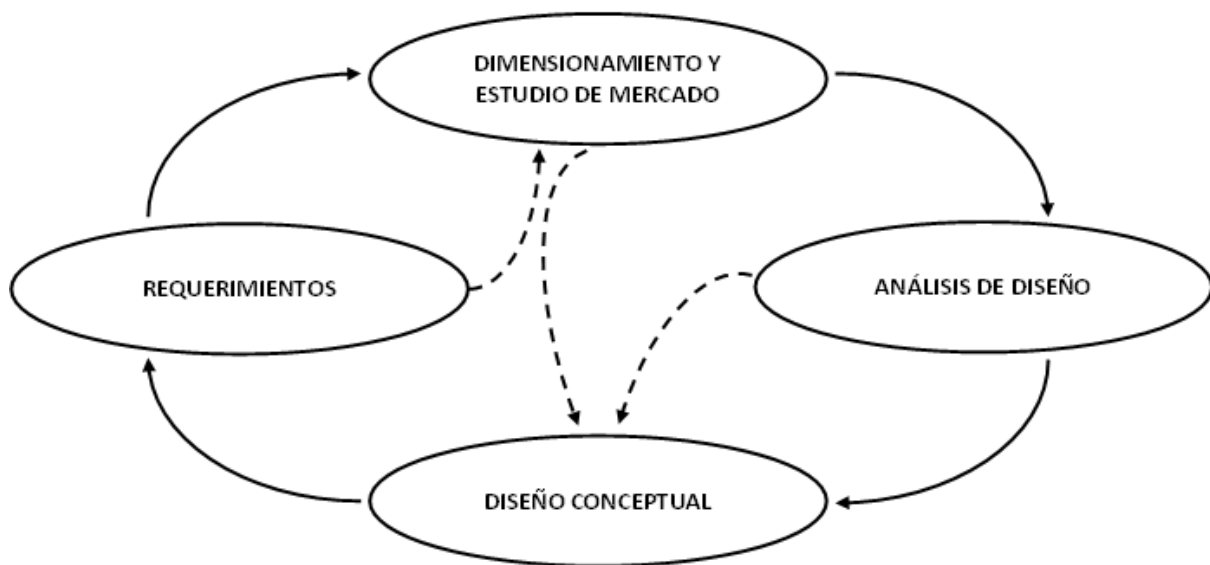 DIMENSIONAMIENTO Y
ESTUDIO DE MERCADO
REQUERIMIENTOS
ANÁLISIS DE DISEÑO
DISEÑO CONCEPTUAL